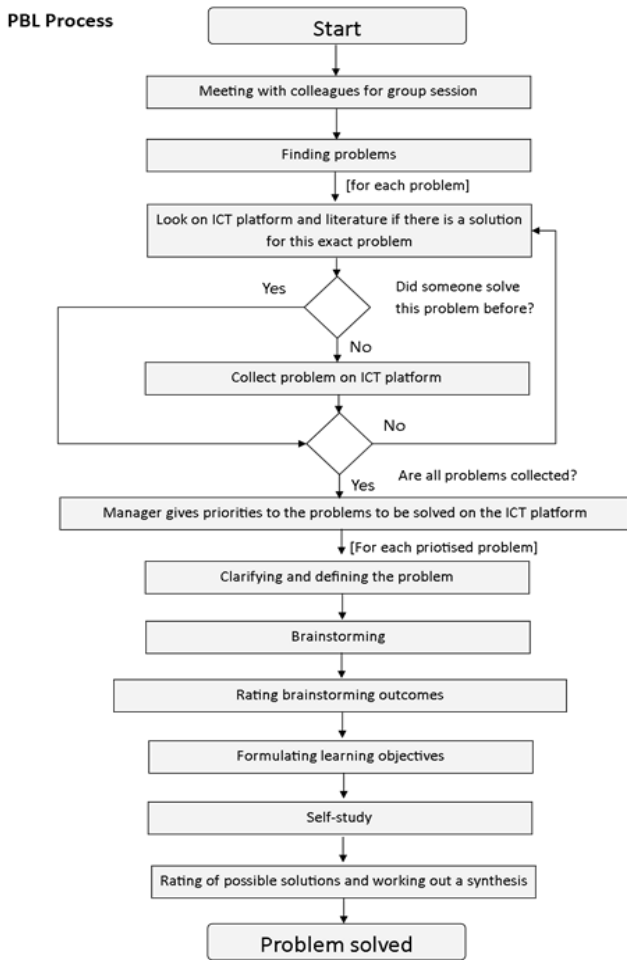 PBL Process
Start
Meeting with colleagues for group session
Finding problems
[for each problem]
Look on ICT platform and literature if there is a solution
for this exact problem
Yes
Did someone solve
this problem before?
No
Collect problem on ICT platform
No
Are all problems collected?
Yes
Manager gives priorities to the problems to be solved on the ICT platform
[For each priotised problem]
Clarifying and defining the problem
Brainstorming
Rating brainstorming outcomes
Formulating learning objectives
Self-study
Rating of possible solutions and working out a synthesis
Problem solved